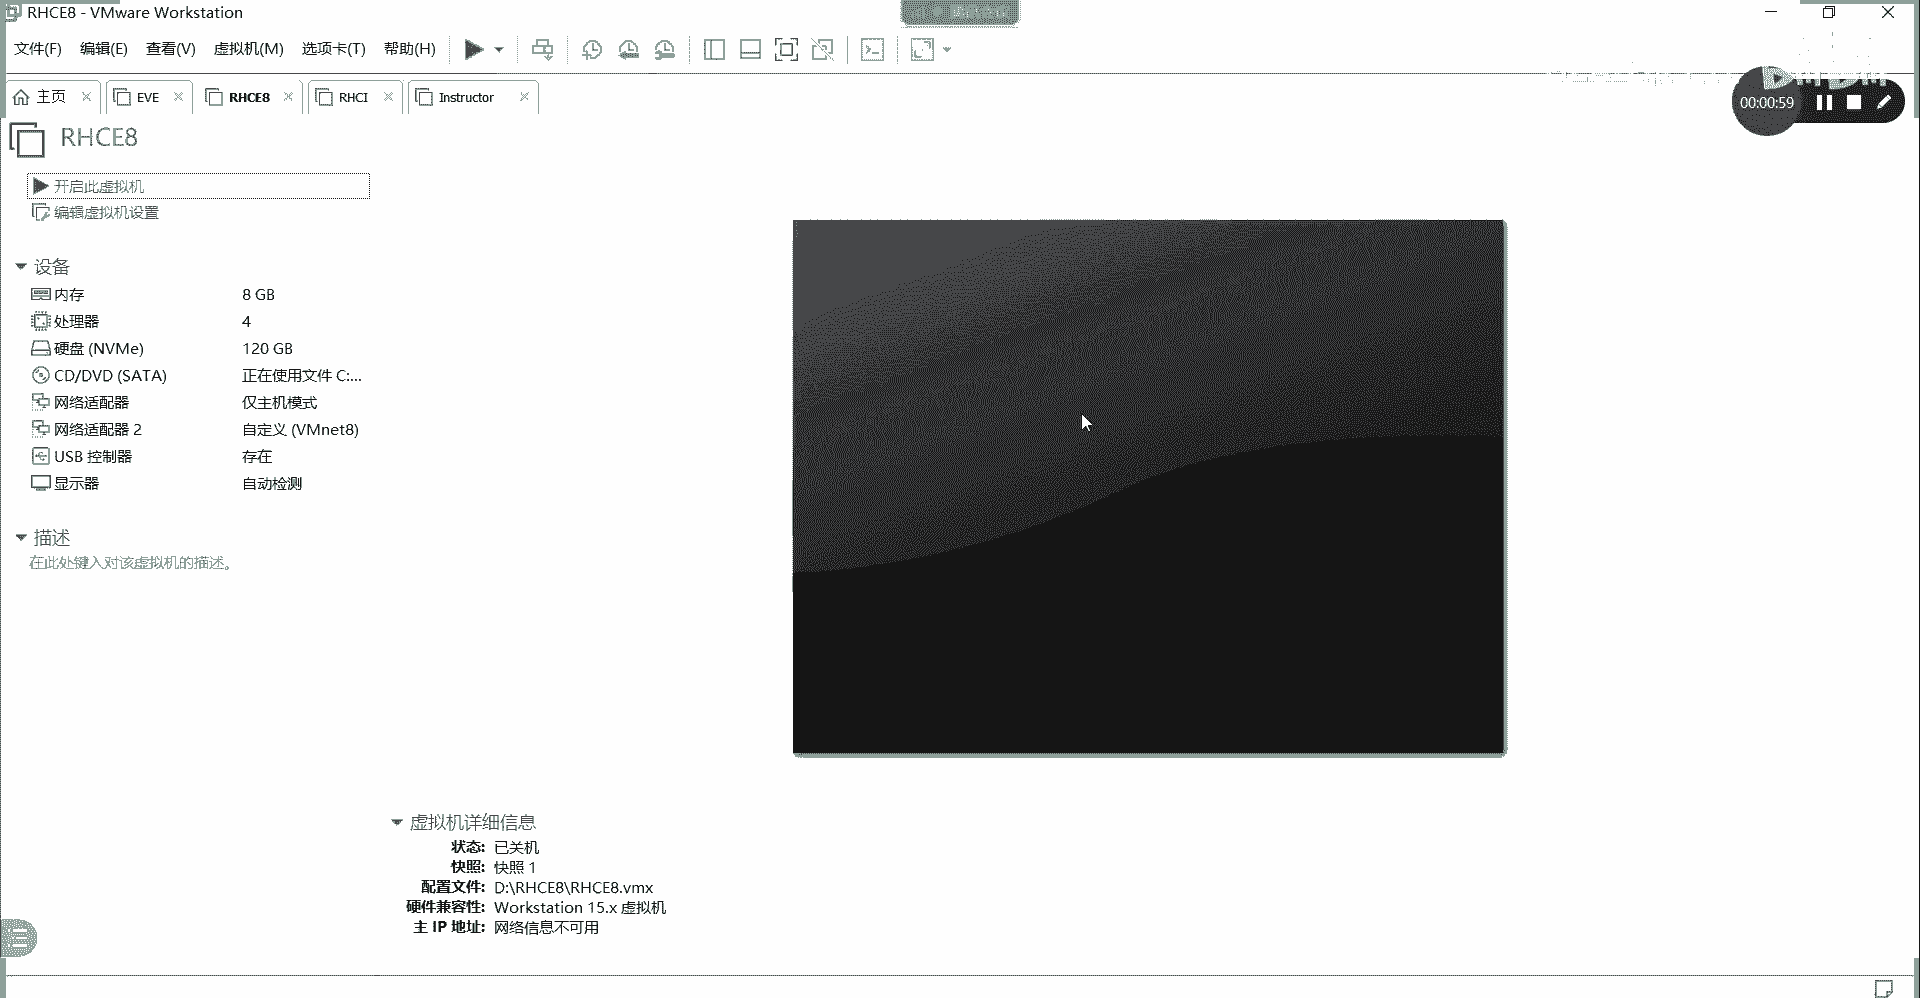 RHCE8 - VMware Workstation
文件(F) 编辑(E) 查看(V) 虚拟机(M) 选项卡(T) 帮助(H)
主页 EVE RHCE8 RHCI Instructor
00:00:59
RHCE8
开启此虚拟机
编辑虚拟机设置
设备
内存 8 GB
处理器 4
硬盘 (NVMe) 120 GB
CD/DVD (SATA) 正在使用文件 C:...
网络适配器 仅主机模式
网络适配器 2 自定义 (VMnet8)
USB 控制器 存在
显示器 自动检测
描述
在此处键入对该虚拟机的描述。
虚拟机详细信息
状态: 已关机
快照: 快照 1
配置文件: D:\RHCE8\RHCE8.vmx
硬件兼容性: Workstation 15.x 虚拟机
主 IP 地址: 网络信息不可用